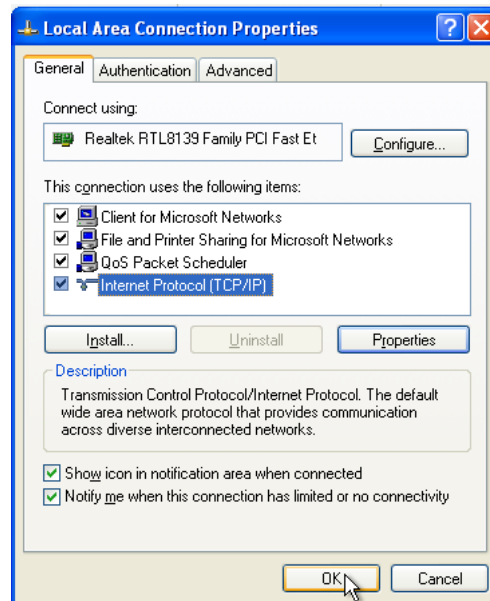 Local Area Connection Properties
General Authentication Advanced
Connect using:
Realtek RTL8139 Family PCI Fast Et Configure...
This connection uses the following items:
Client for Microsoft Networks
File and Printer Sharing for Microsoft Networks
QoS Packet Scheduler
Internet Protocol (TCP/IP)
Install... Uninstall Properties
Description
Transmission Control Protocol/Internet Protocol. The default
wide area network protocol that provides communication
across diverse interconnected networks.
Show icon in notification area when connected
Notify me when this connection has limited or no connectivity
OK Cancel